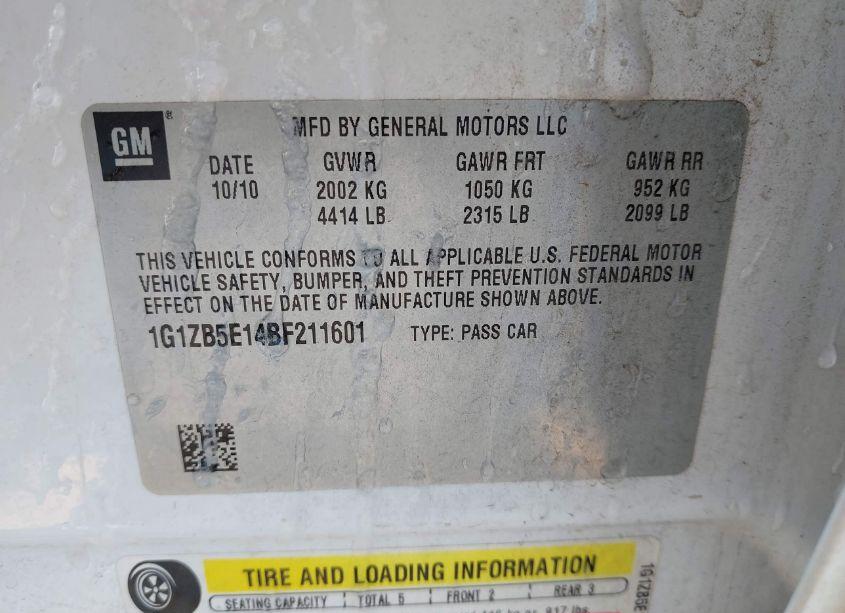 GM®
MFD BY GENERAL MOTORS LLC
DATE GVWR GAWR FRT GAWR RR
10/10 2002 KG 1050 KG 952 KG
4414 LB 2315 LB 2099 LB
THIS VEHICLE CONFORMS TO ALL APPLICABLE U.S. FEDERAL MOTOR
VEHICLE SAFETY, BUMPER, AND THEFT PREVENTION STANDARDS IN
EFFECT ON THE DATE OF MANUFACTURE SHOWN ABOVE.
1G1ZB5E14BF211601 TYPE: PASS CAR
TIRE AND LOADING INFORMATION
SEATING CAPACITY TOTAL 5 FRONT 2 REAR 3
817 lbs.
1G1ZB5E